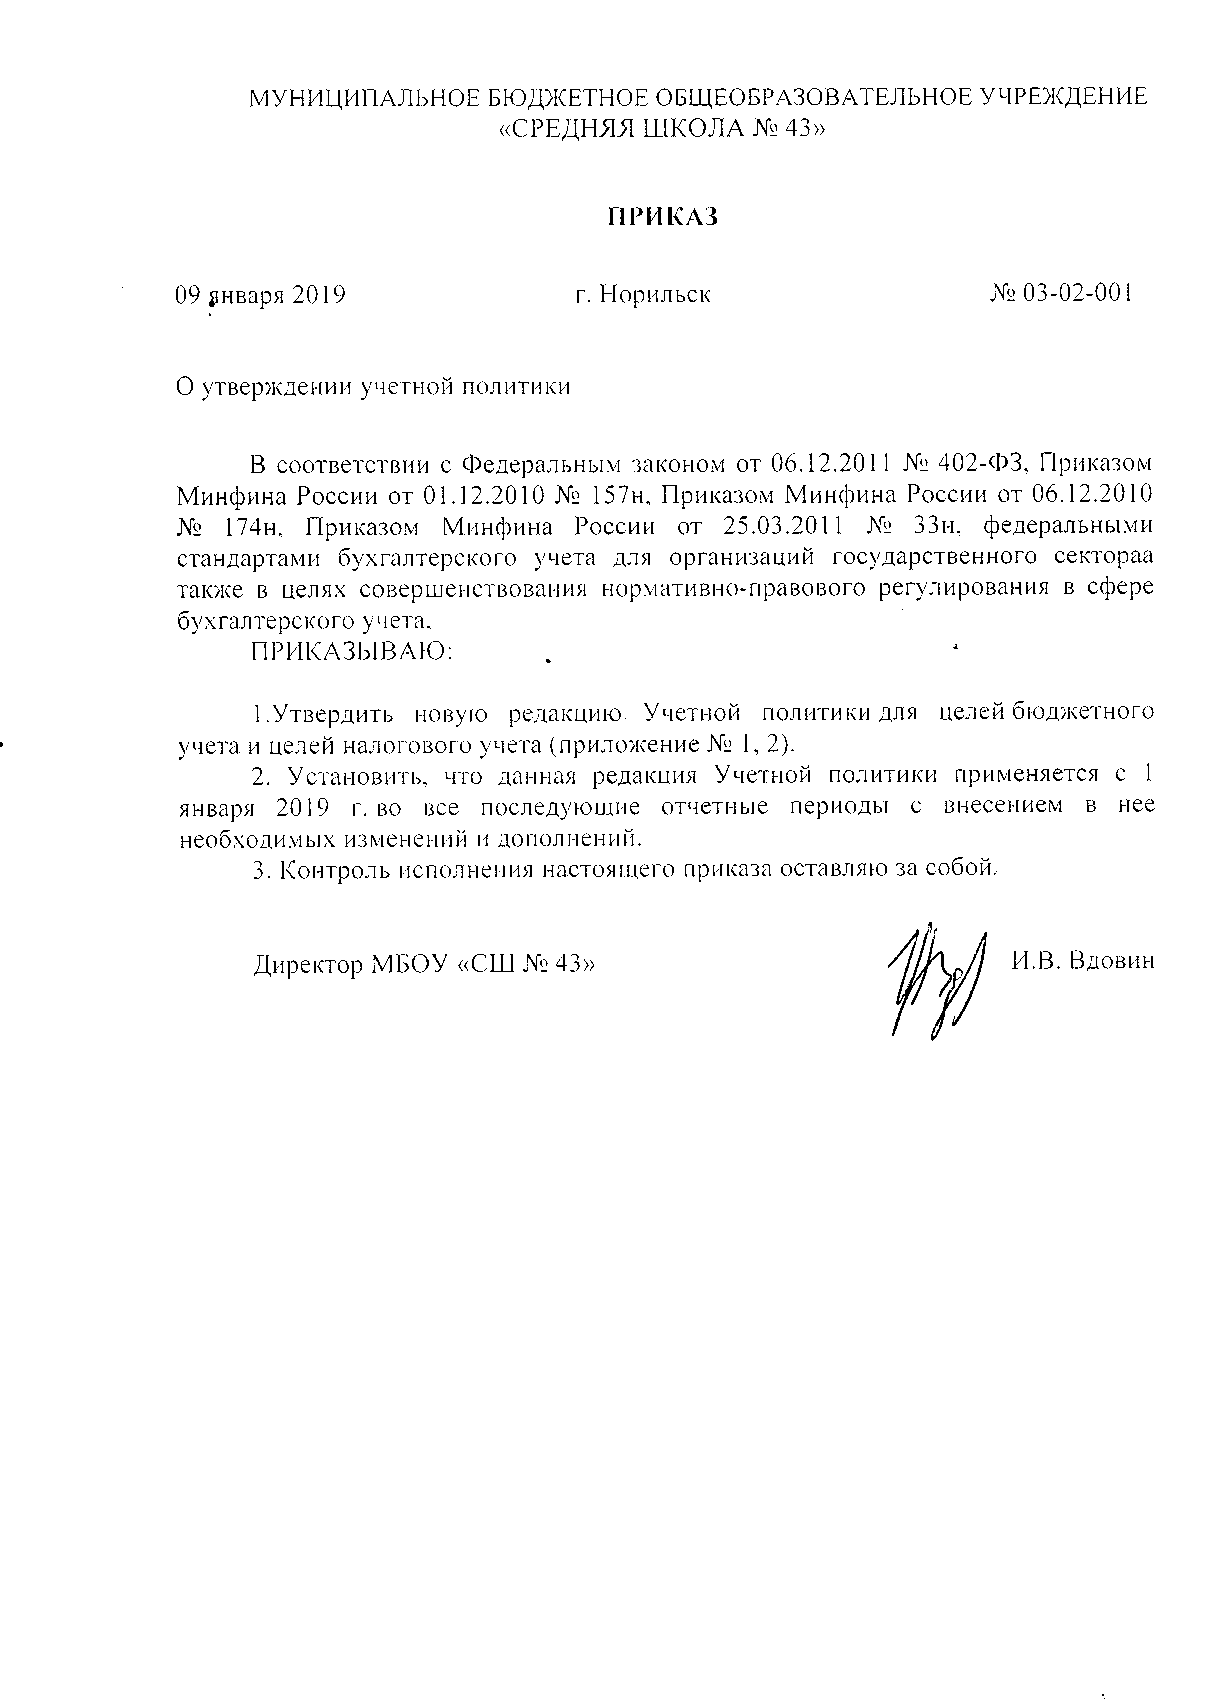 МУНИЦИПАЛЬНОЕ БЮДЖЕТНОЕ ОБЩЕОБРАЗОВАТЕЛЬНОЕ УЧРЕЖДЕНИЕ
«СРЕДНЯЯ ШКОЛА № 43»
ПРИКАЗ
09 января 2019 г. Норильск № 03-02-001
О утверждении учетной политики
В соответствии с Федеральным законом от 06.12.2011 № 402-ФЗ, Приказом
Минфина России от 01.12.2010 № 157н, Приказом Минфина России от 06.12.2010
№ 174н, Приказом Минфина России от 25.03.2011 № 33н, федеральными
стандартами бухгалтерского учета для организаций государственного сектораа
также в целях совершенствования нормативно-правового регулирования в сфере
бухгалтерского учета,
ПРИКАЗЫВАЮ:
1.Утвердить новую редакцию Учетной политики для целей бюджетного
учета и целей налогового учета (приложение № 1, 2).
2. Установить, что данная редакция Учетной политики применяется с 1
января 2019 г. во все последующие отчетные периоды с внесением в нее
необходимых изменений и дополнений.
3. Контроль исполнения настоящего приказа оставляю за собой.
Директор МБОУ «СШ № 43» И.В. Вдовин